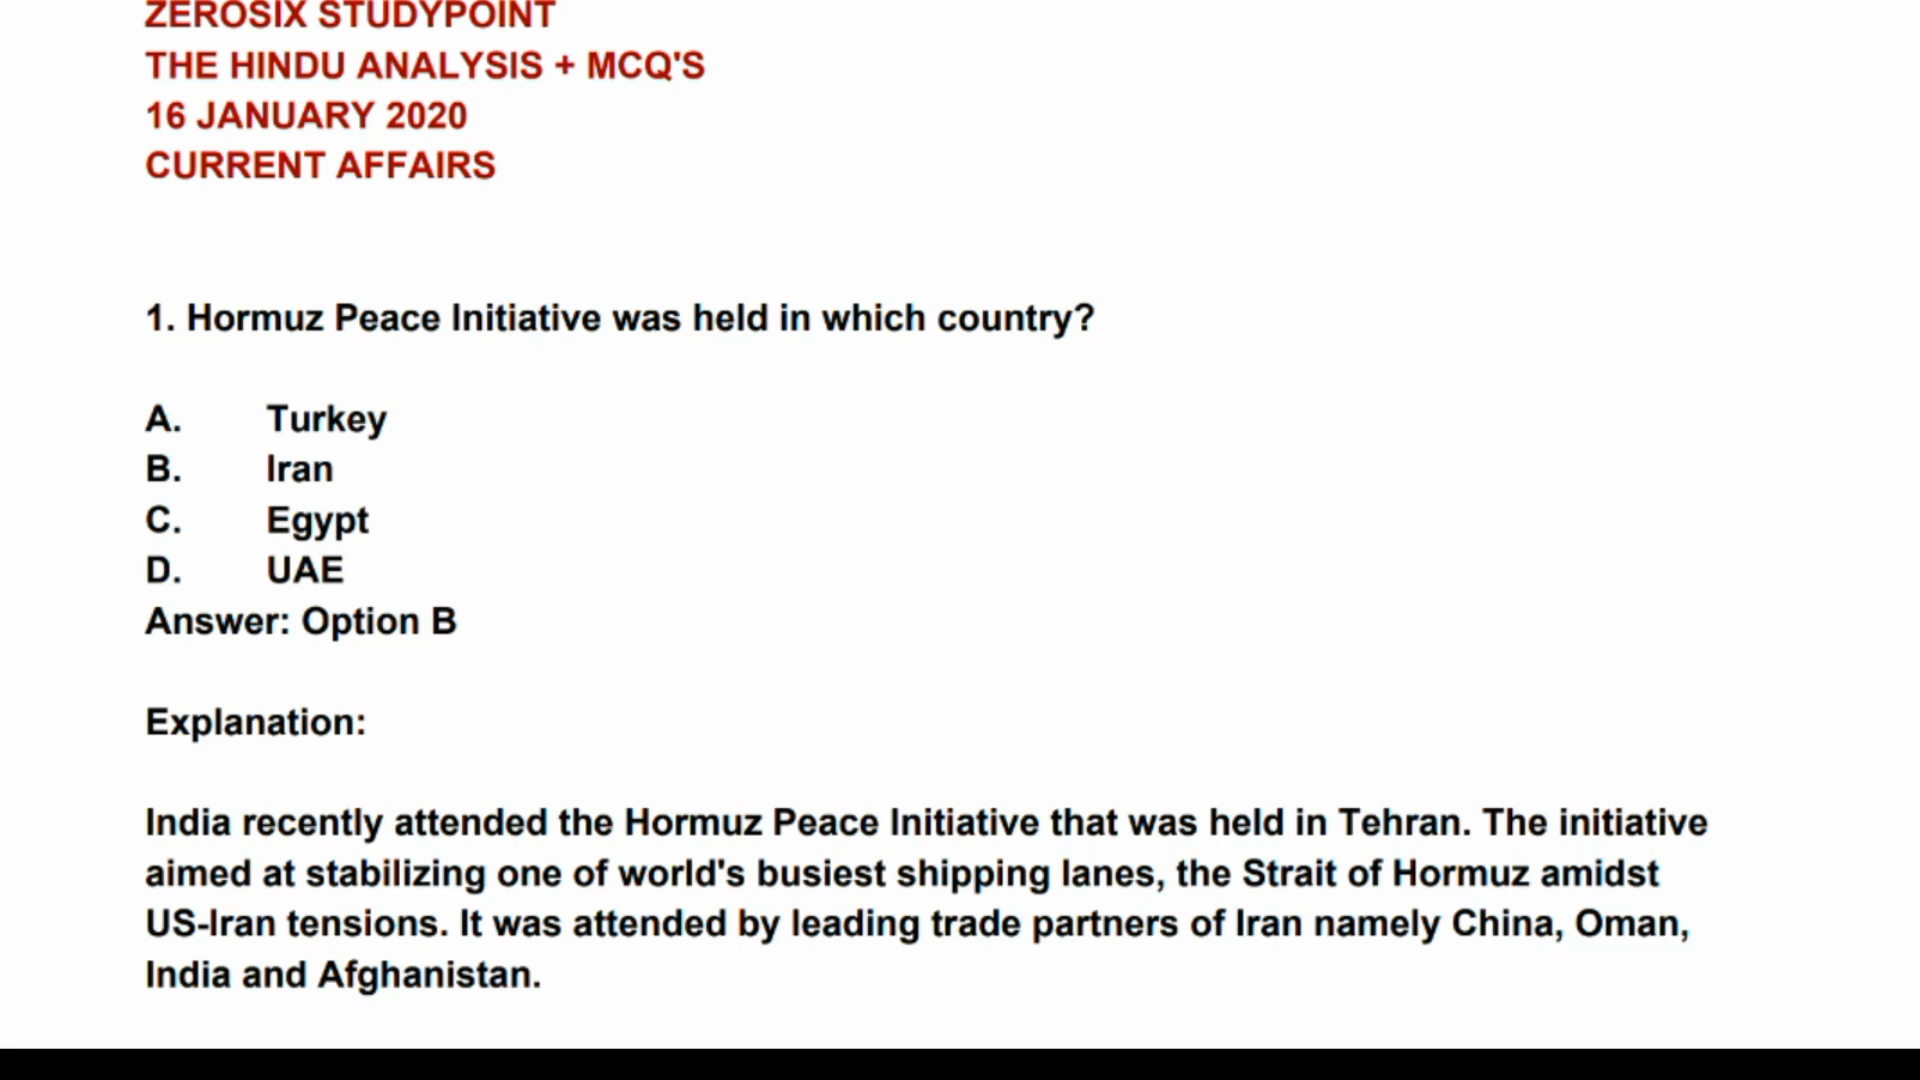 ZEROSIX STUDYPOINT
THE HINDU ANALYSIS + MCQ'S
16 JANUARY 2020
CURRENT AFFAIRS
1. Hormuz Peace Initiative was held in which country?
A. Turkey
B. Iran
C. Egypt
D. UAE
Answer: Option B
Explanation:
India recently attended the Hormuz Peace Initiative that was held in Tehran. The initiative
aimed at stabilizing one of world's busiest shipping lanes, the Strait of Hormuz amidst
US-Iran tensions. It was attended by leading trade partners of Iran namely China, Oman,
India and Afghanistan.